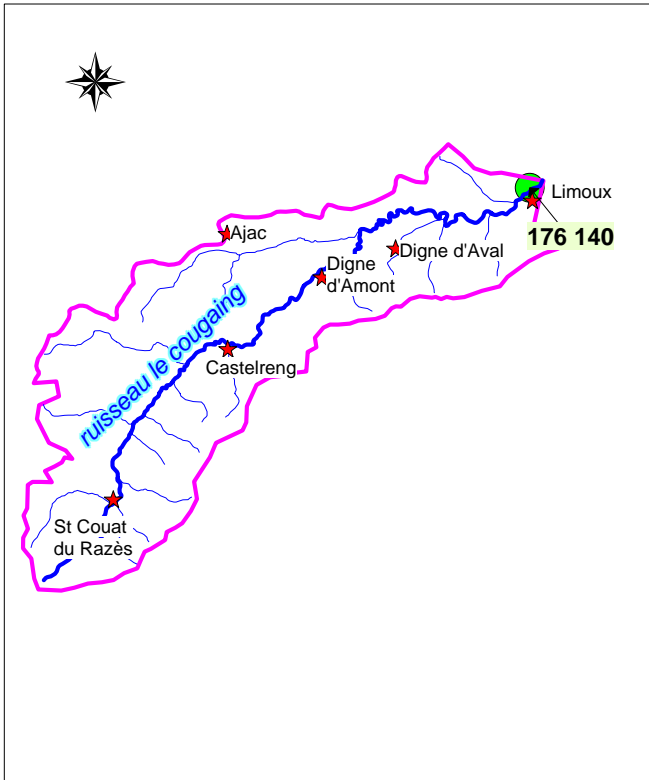 Limoux
176 140
Ajac
Digne d'Aval
Digne
d'Amont
ruisseau le cougaing
Castelreng
St Couat
du Razès